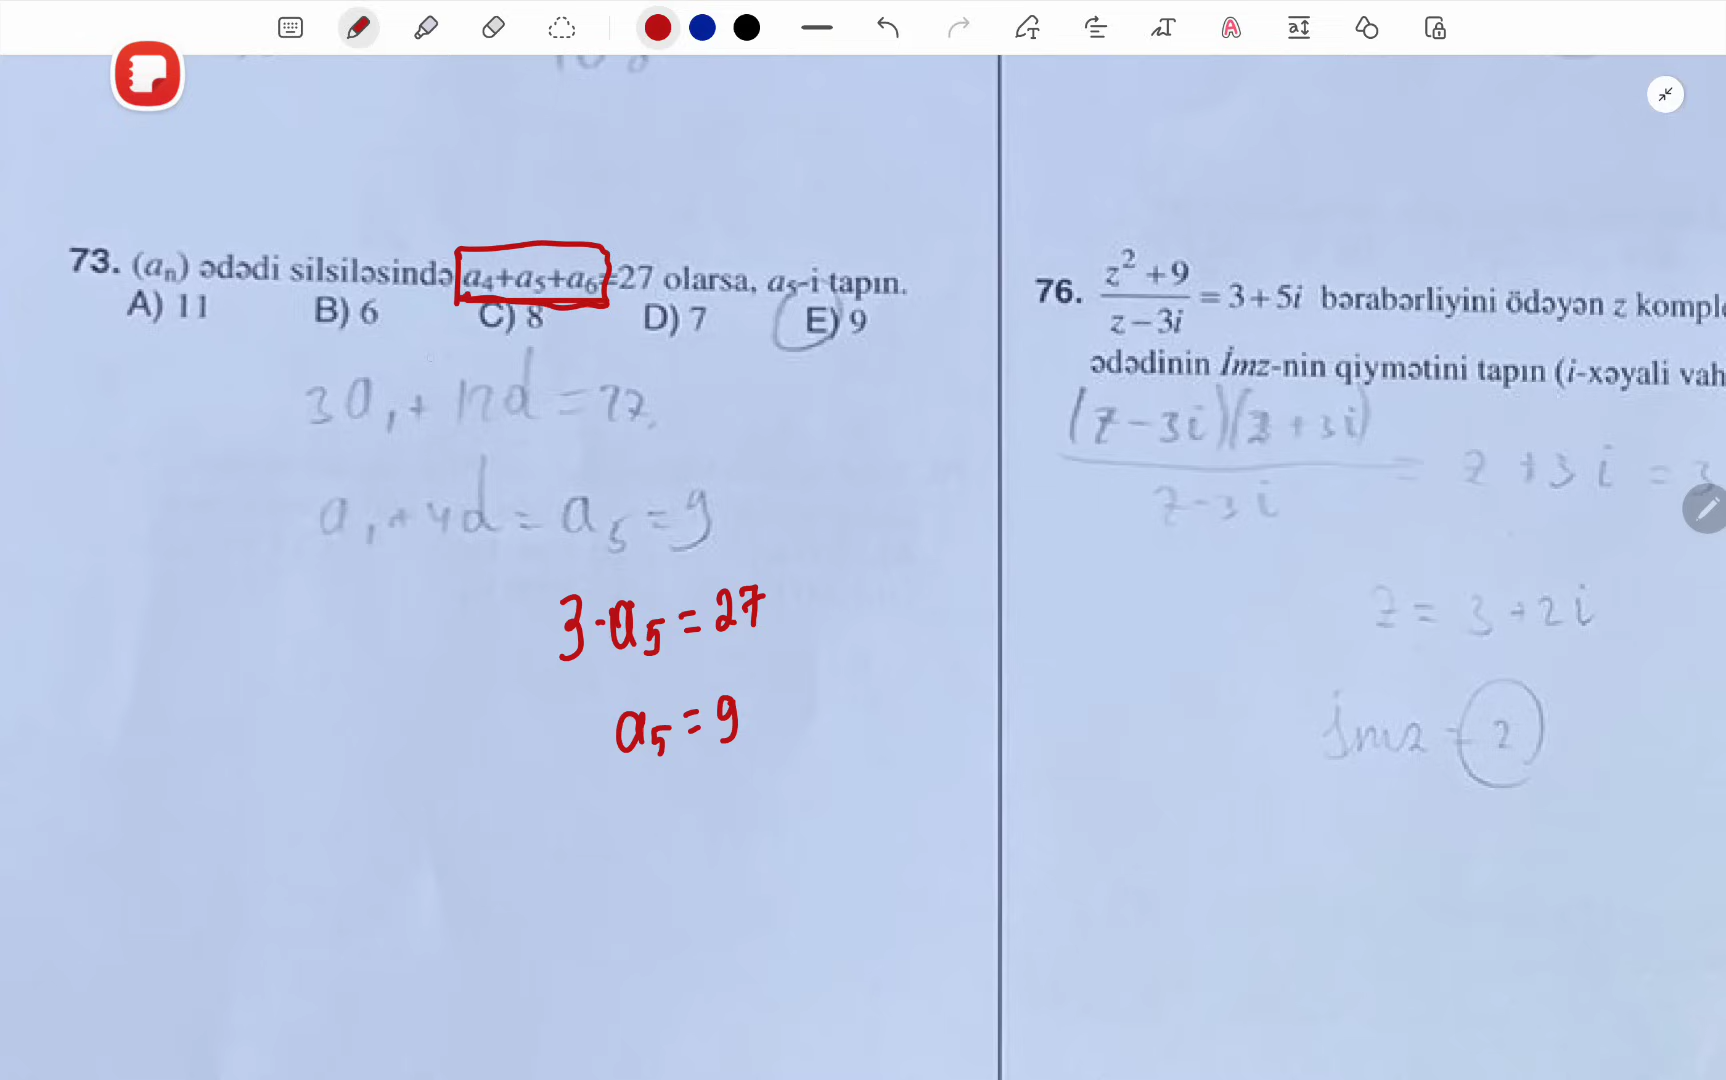 73. (aₙ) ədədi silsiləsində a₄+a₅+a₆=27 olarsa, a₅-i tapın.
A) 11 B) 6 C) 8 D) 7 E) 9
3a₁ + 12d = 27
a₁ + 4d = a₅ = 9
3·a₅ = 27
a₅ = 9
76. (z² + 9)/(z − 3i) = 3 + 5i bərabərliyini ödəyən z
ədədinin İmz-nin qiymətini tapın (i-xəyali
(z − 3i)(z + 3i)/(z − 3i) = z + 3i = 3
z = 3 + 2i
İmz = 2